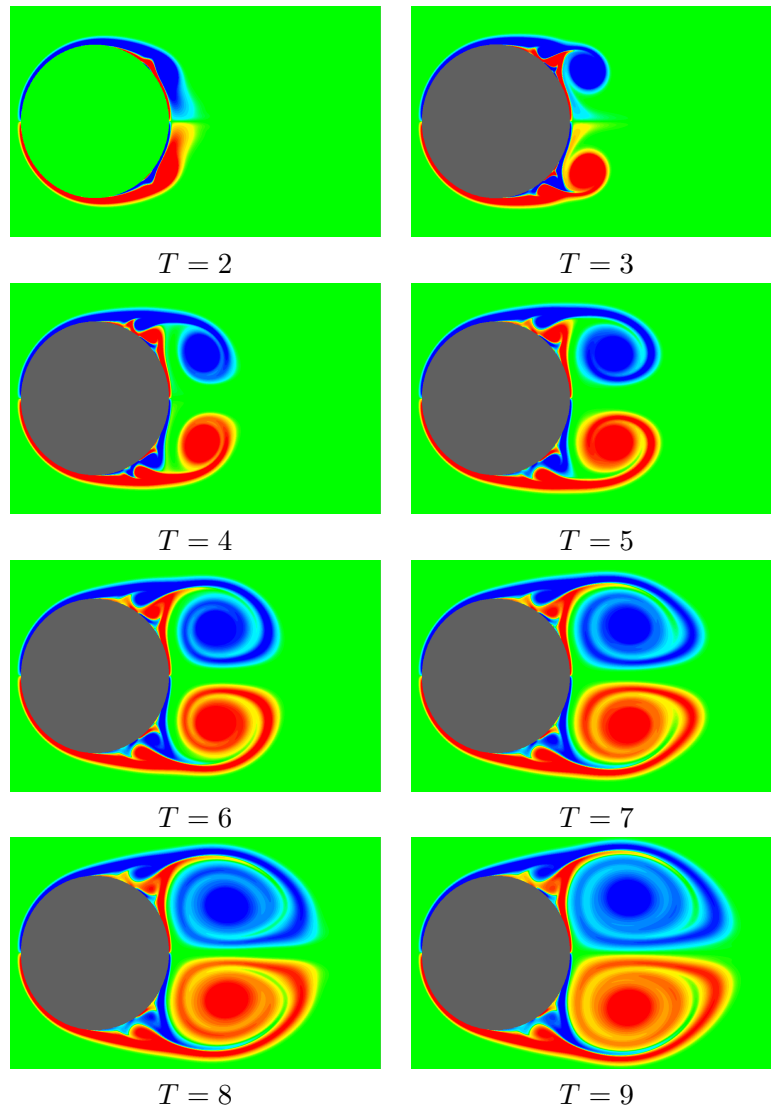 T = 2
T = 3
T = 4
T = 5
T = 6
T = 7
T = 8
T = 9